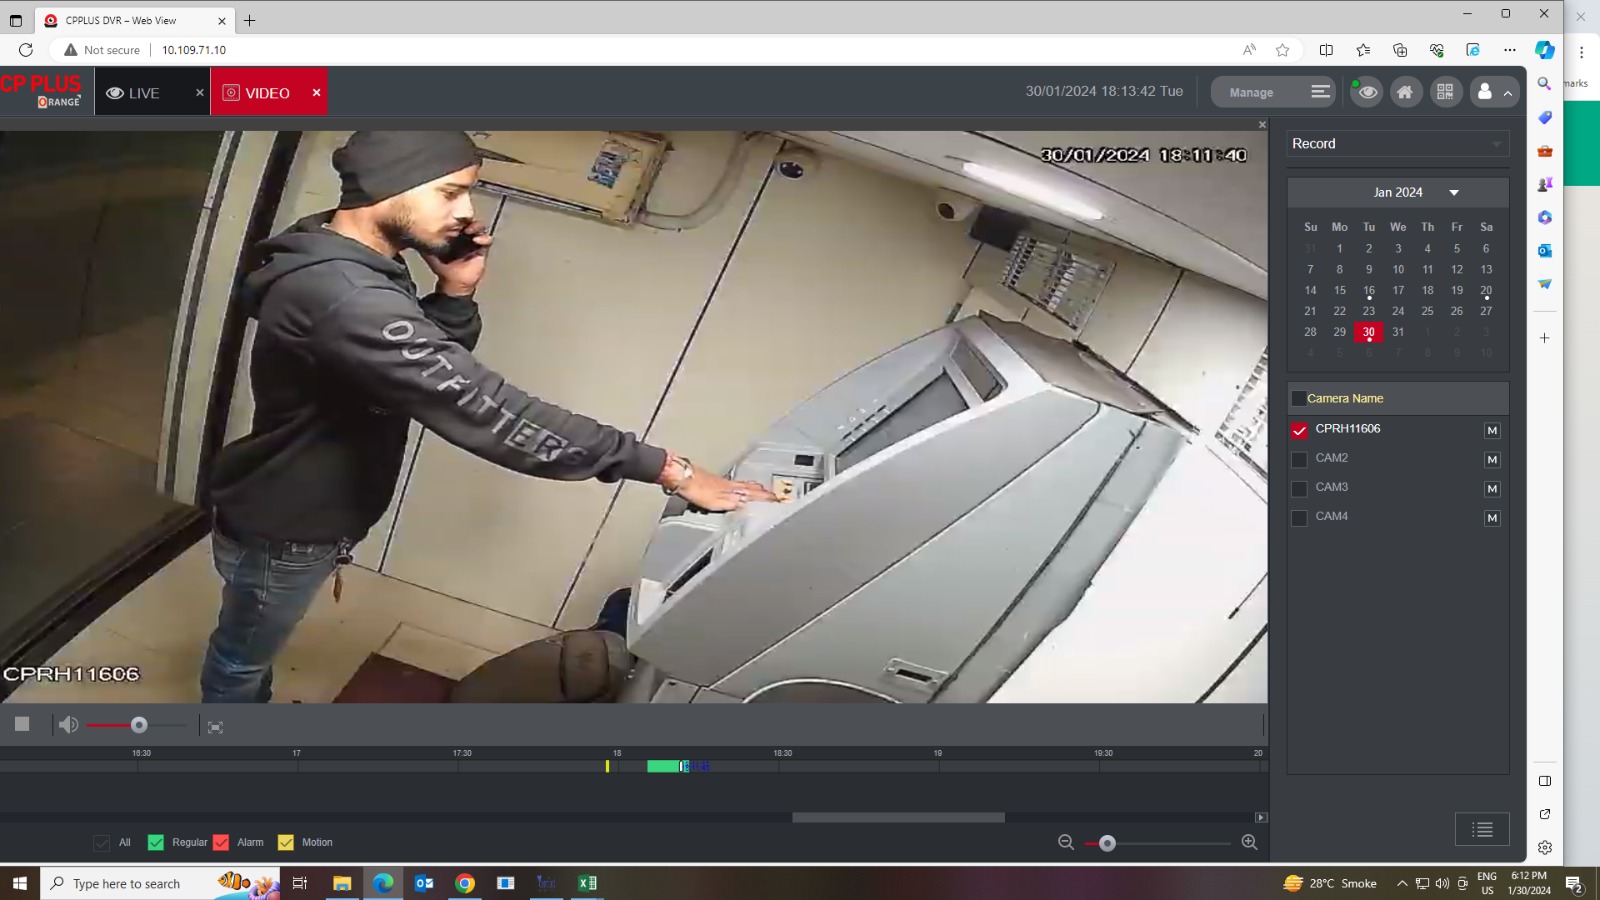 CPPLUS DVR – Web View
Not secure
10.109.71.10
CP PLUS
ORANGE
LIVE
VIDEO
30/01/2024 18:13:42 Tue
Manage
30/01/2024 18:11:40
OUTFITTERS
CPRH11606
Record
Jan 2024
Su Mo Tu We Th Fr Sa
31 1 2 3 4 5 6
7 8 9 10 11 12 13
14 15 16 17 18 19 20
21 22 23 24 25 26 27
28 29 30 31 1 2 3
4 5 6 7 8 9 10
Camera Name
CPRH11606 M
CAM2 M
CAM3 M
CAM4 M
marks
16:30 17 17:30 18 18:30 19 19:30 20
All Regular Alarm Motion
Type here to search
28°C Smoke
ENG
US
6:12 PM
1/30/2024
2